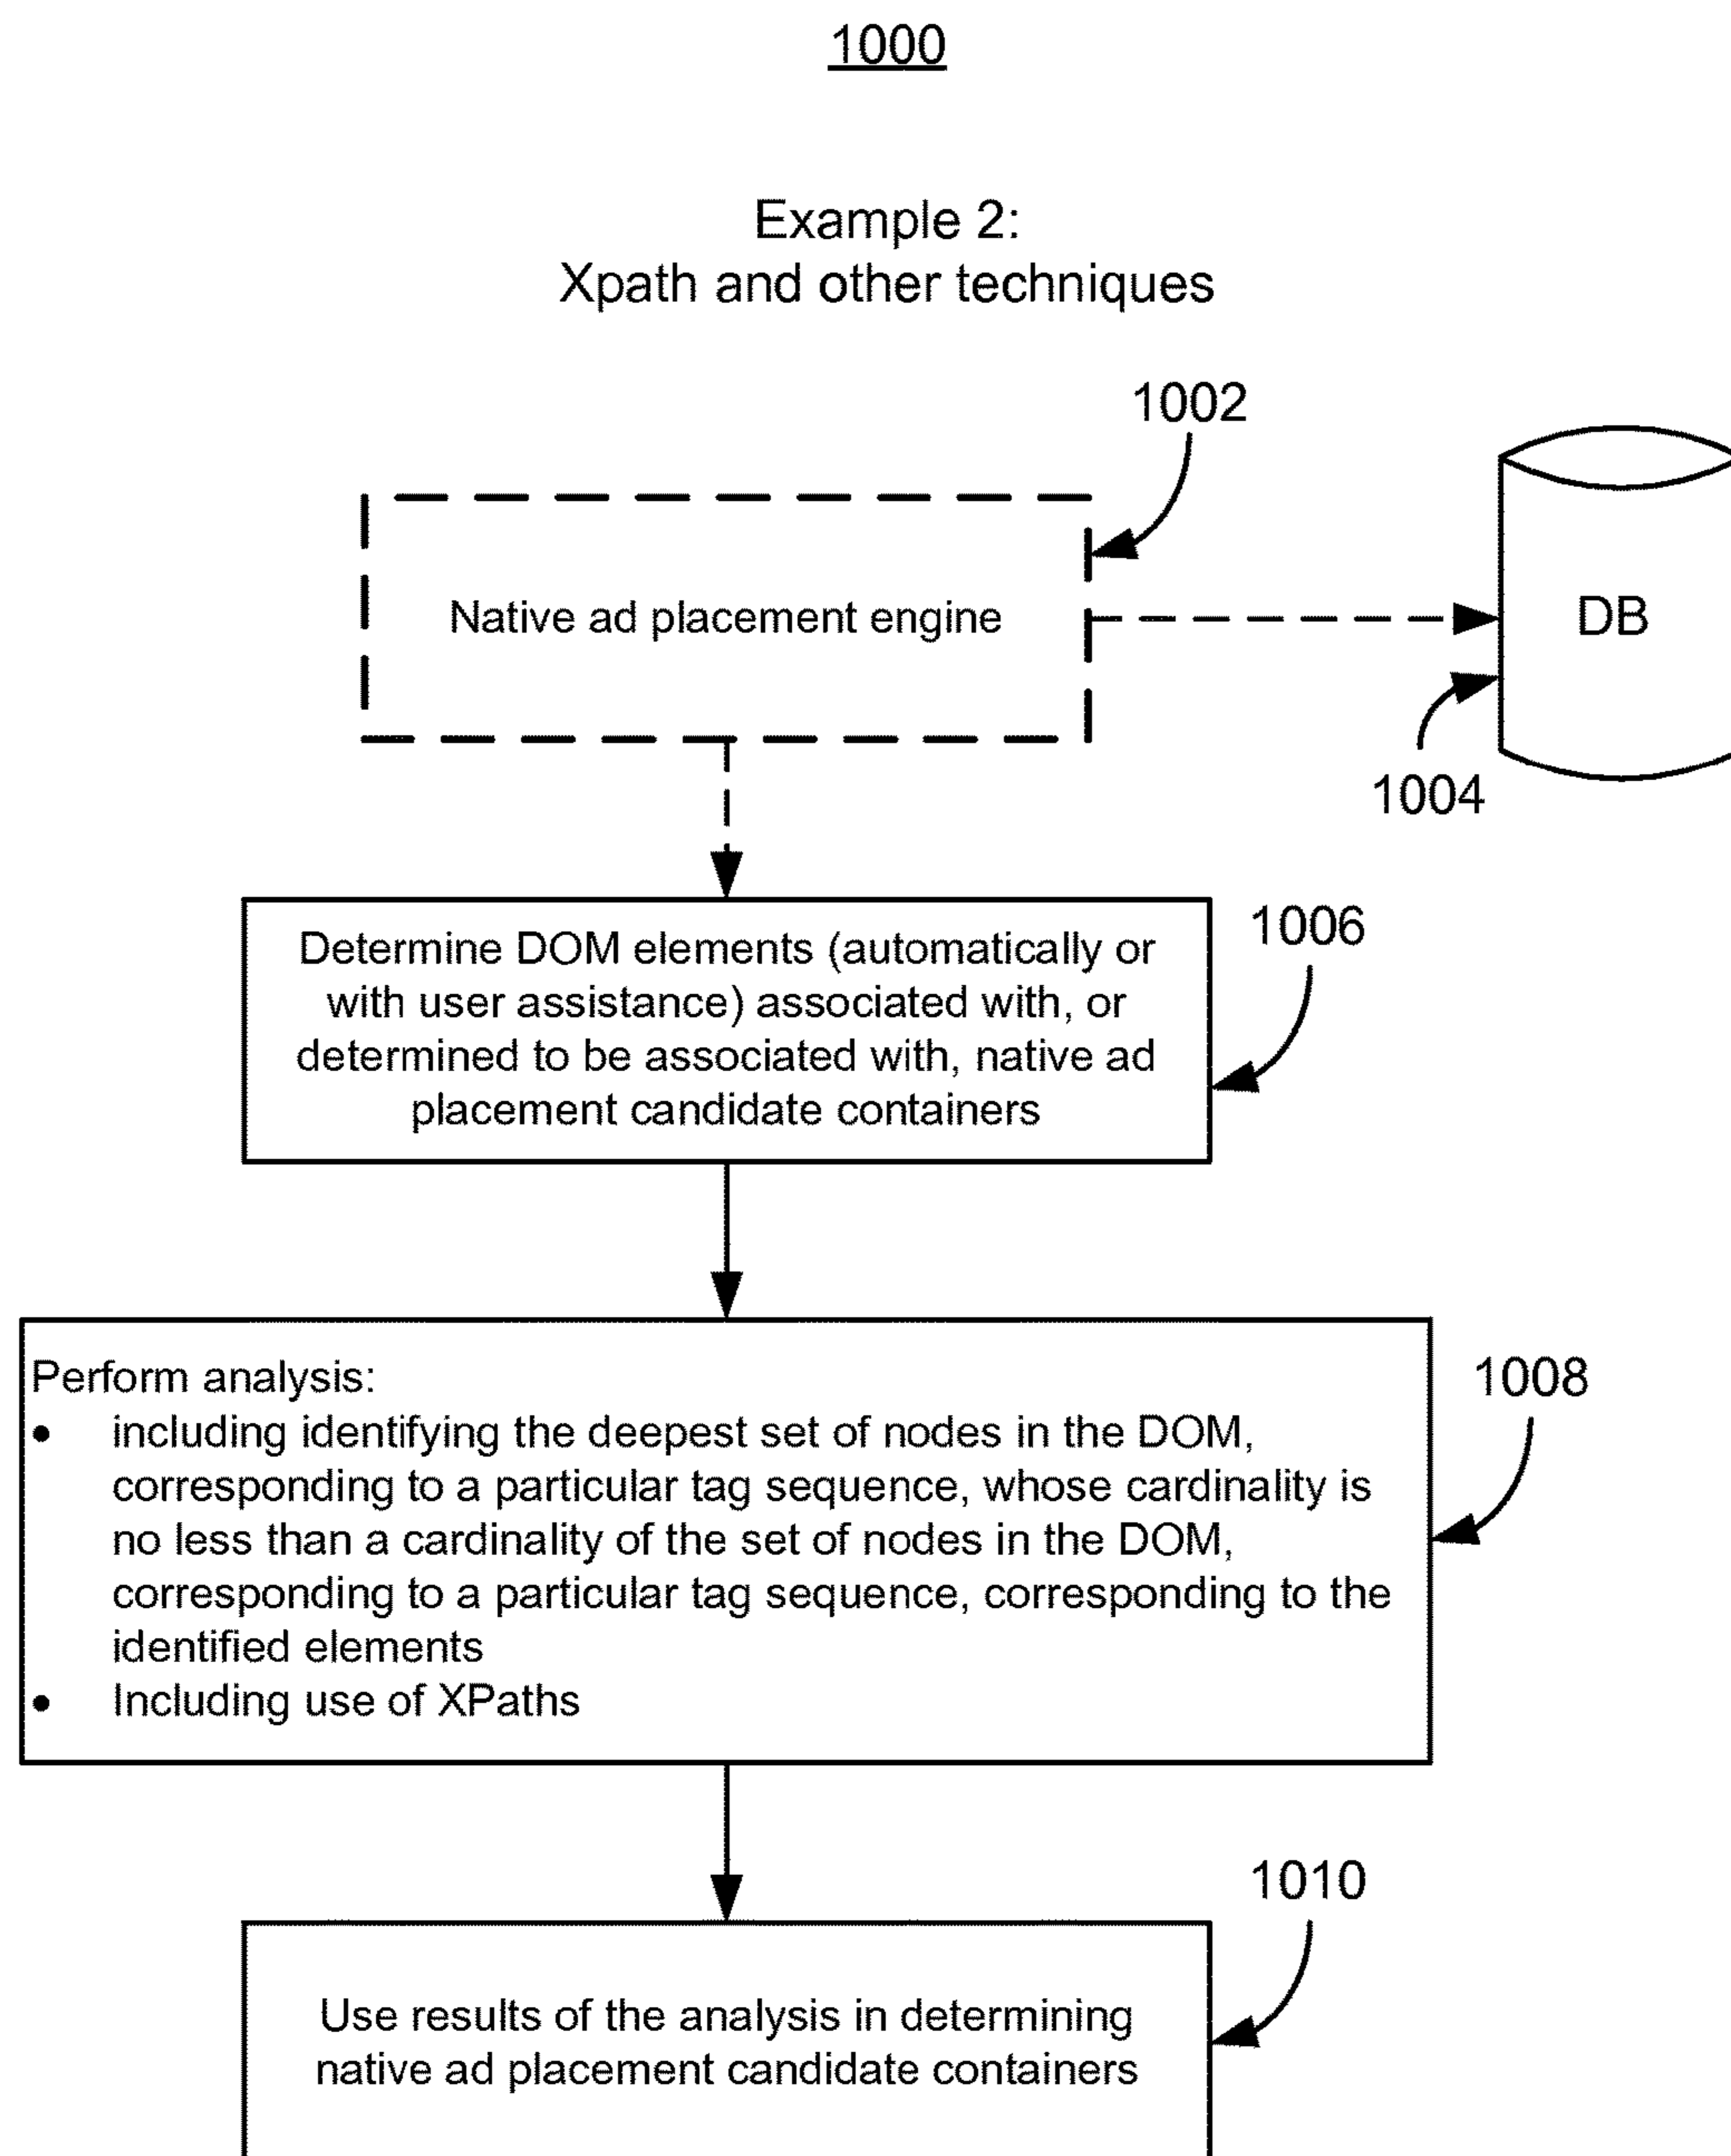 1000
Example 2:
Xpath and other techniques
1002
Native ad placement engine
DB
1004
Determine DOM elements (automatically or
with user assistance) associated with, or
determined to be associated with, native ad
placement candidate containers
1006
Perform analysis:
• including identifying the deepest set of nodes in the DOM,
corresponding to a particular tag sequence, whose cardinality is
no less than a cardinality of the set of nodes in the DOM,
corresponding to a particular tag sequence, corresponding to the
identified elements
• Including use of XPaths
1008
1010
Use results of the analysis in determining
native ad placement candidate containers